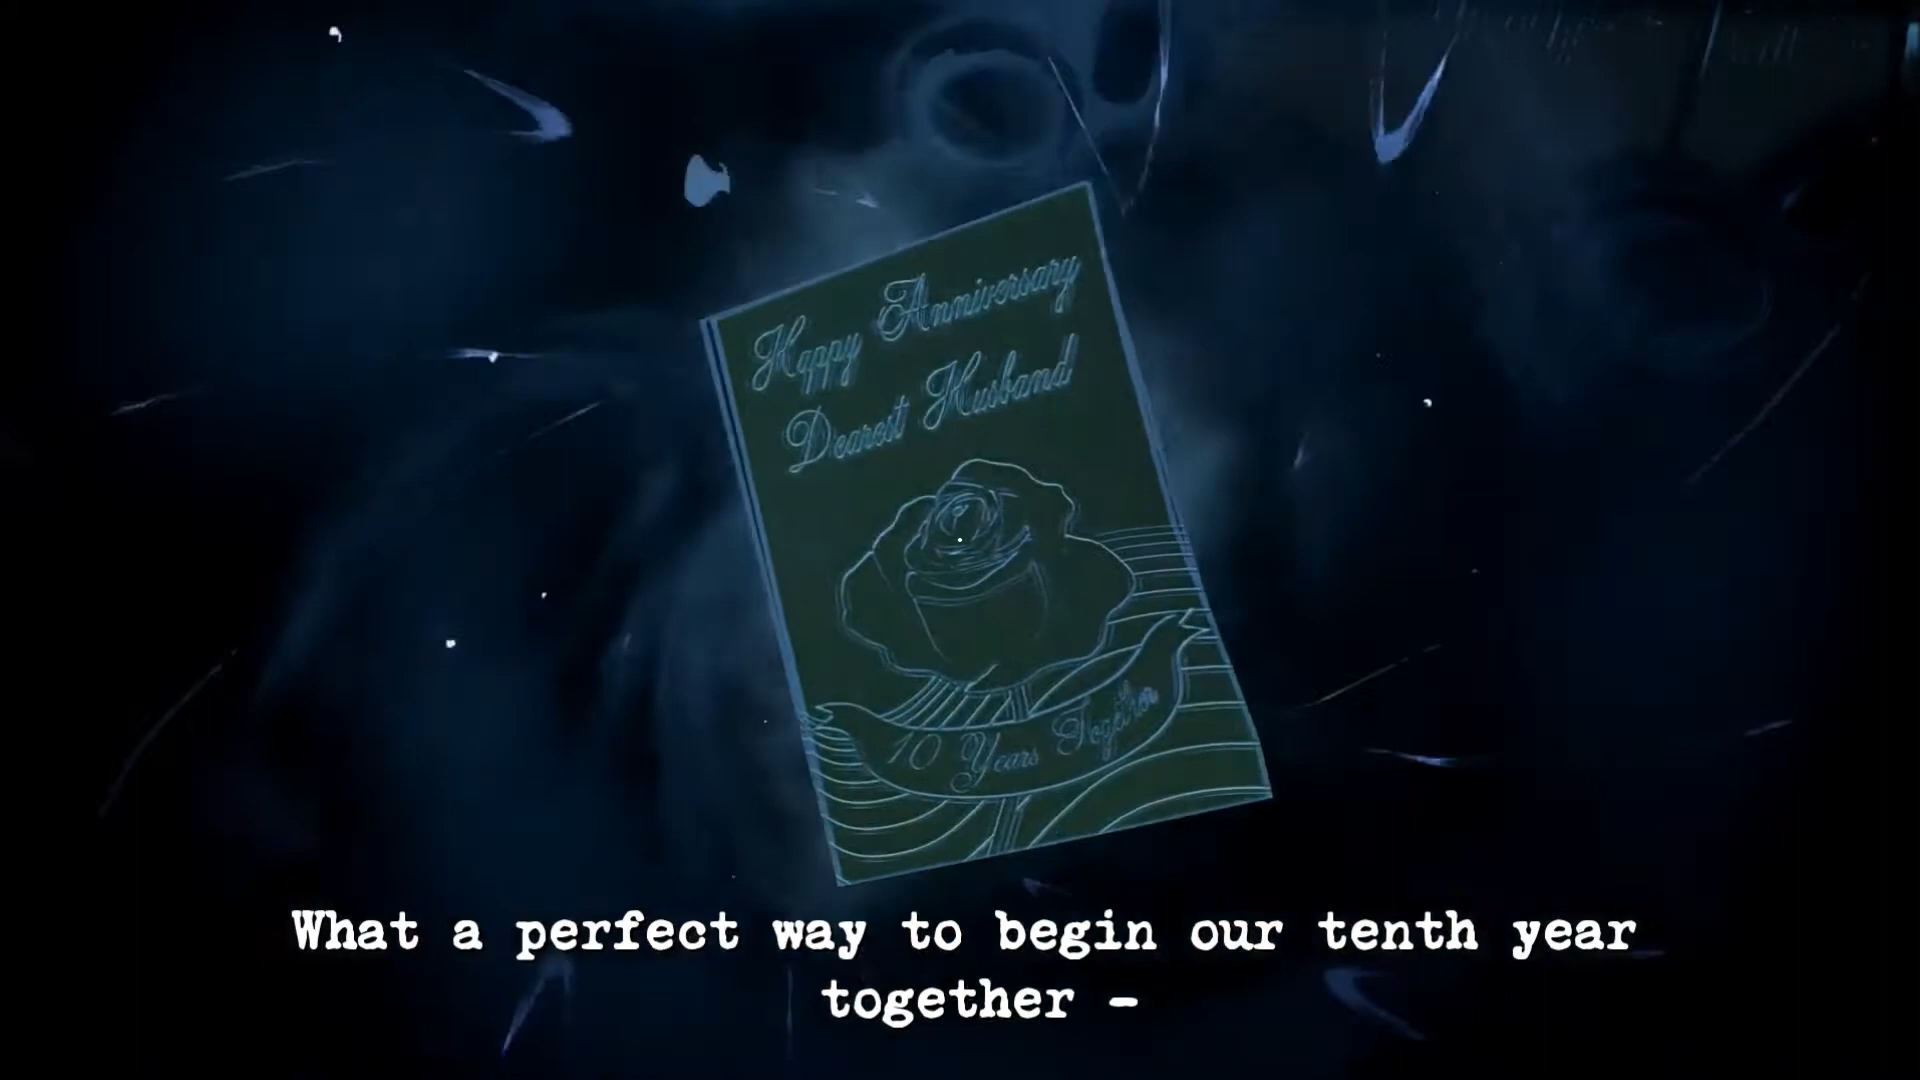 Happy Anniversary
Dearest Husband
10 Years Together
What a perfect way to begin our tenth year
together -